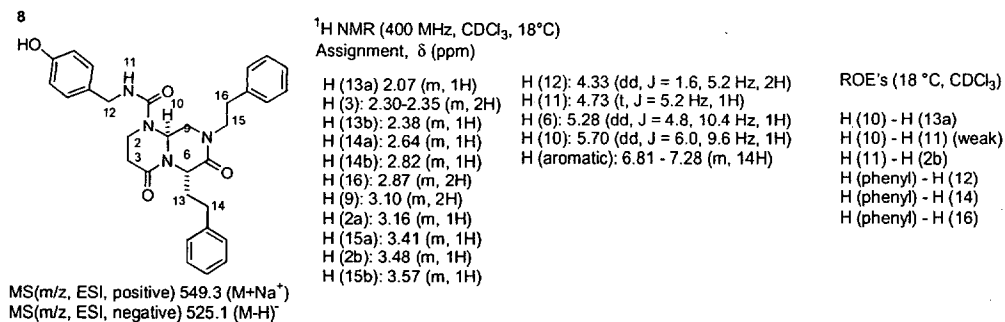 8
HO
11
H
N
O
12
10
H
16
15
N
9
N
2
6
3
N
O
O
13
14
MS(m/z, ESI, positive) 549.3 (M+Na⁺)
MS(m/z, ESI, negative) 525.1 (M-H)⁻
¹H NMR (400 MHz, CDCl₃, 18°C)
Assignment, δ (ppm)
H (13a) 2.07 (m, 1H)
H (3): 2.30-2.35 (m, 2H)
H (13b): 2.38 (m, 1H)
H (14a): 2.64 (m, 1H)
H (14b): 2.82 (m, 1H)
H (16): 2.87 (m, 2H)
H (9): 3.10 (m, 2H)
H (2a): 3.16 (m, 1H)
H (15a): 3.41 (m, 1H)
H (2b): 3.48 (m, 1H)
H (15b): 3.57 (m, 1H)
H (12): 4.33 (dd, J = 1.6, 5.2 Hz, 2H)
H (11): 4.73 (t, J = 5.2 Hz, 1H)
H (6): 5.28 (dd, J = 4.8, 10.4 Hz, 1H)
H (10): 5.70 (dd, J = 6.0, 9.6 Hz, 1H)
H (aromatic): 6.81 - 7.28 (m, 14H)
ROE's (18 °C, CDCl₃)
H (10) - H (13a)
H (10) - H (11) (weak)
H (11) - H (2b)
H (phenyl) - H (12)
H (phenyl) - H (14)
H (phenyl) - H (16)